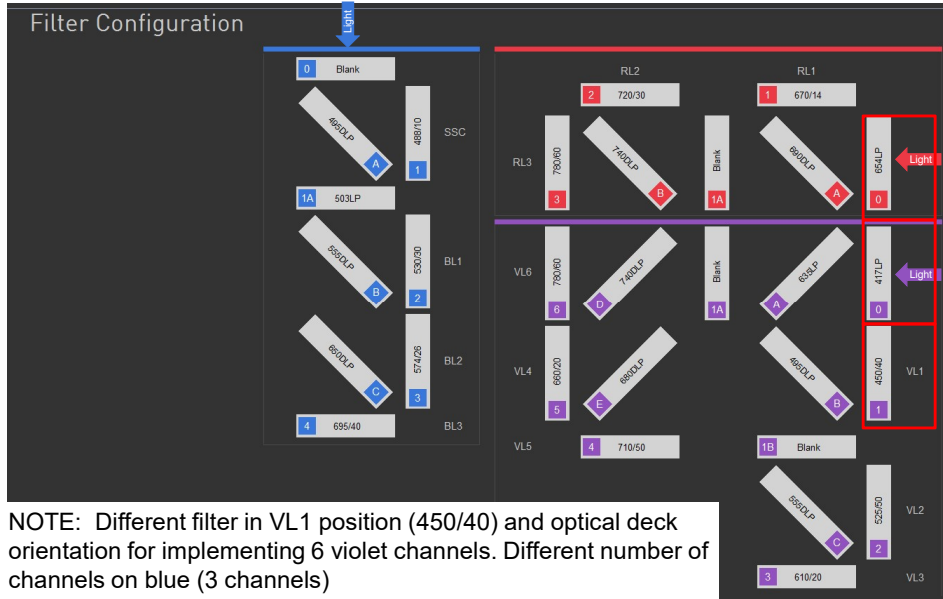 Filter Configuration
Light
0 Blank
495DLP
A
488/10
1
SSC
1A 503LP
555DLP
B
530/30
2
BL1
650DLP
C
574/26
3
BL2
4 695/40
BL3
RL2
RL1
2 720/30
1 670/14
RL3
780/60
3
740DLP
B
Blank
1A
690DLP
A
654LP
0
Light
VL6
780/60
6
740DLP
D
Blank
1A
635LP
A
417LP
0
Light
VL4
660/20
5
680DLP
E
495DLP
B
450/40
1
VL1
VL5
4 710/50
1B Blank
555DLP
C
525/50
2
VL2
3 610/20
VL3
NOTE: Different filter in VL1 position (450/40) and optical deck
orientation for implementing 6 violet channels. Different number of
channels on blue (3 channels)